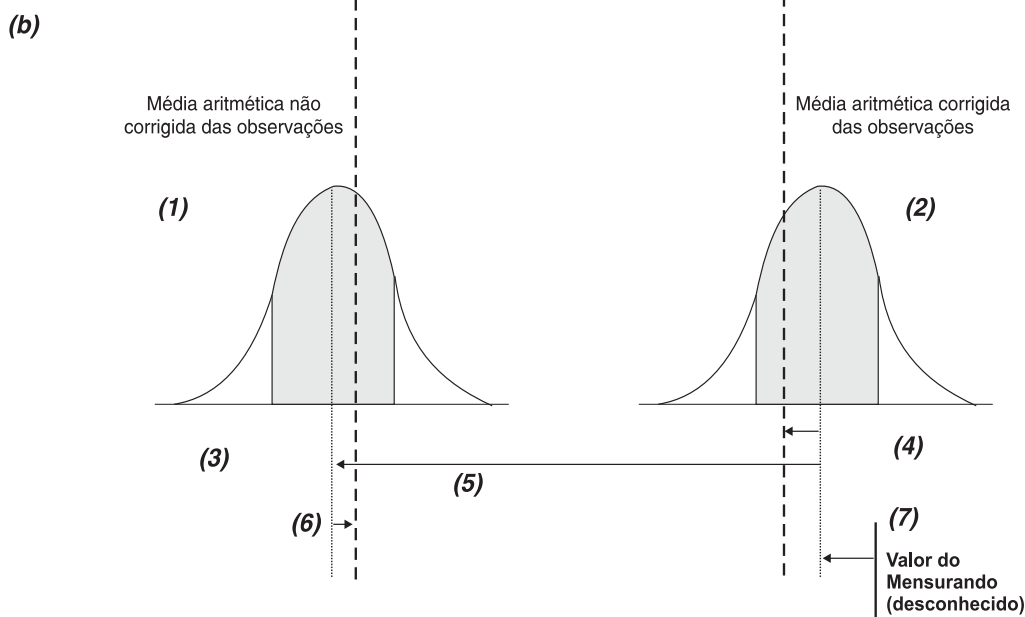 (b)
Média aritmética não
corrigida das observações
Média aritmética corrigida
das observações
(1)
(2)
(3)
(4)
(5)
(6)
(7)
Valor do
Mensurando
(desconhecido)